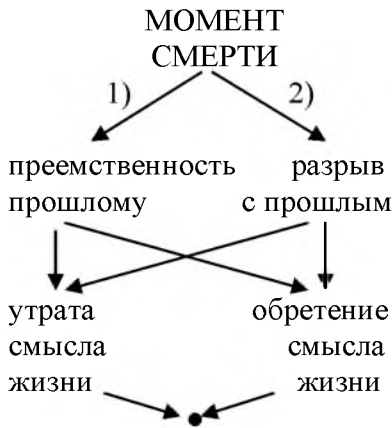 МОМЕНТ
СМЕРТИ
1) 2)
преемственность разрыв
прошлому с прошлым
утрата обретение
смысла смысла
жизни жизни